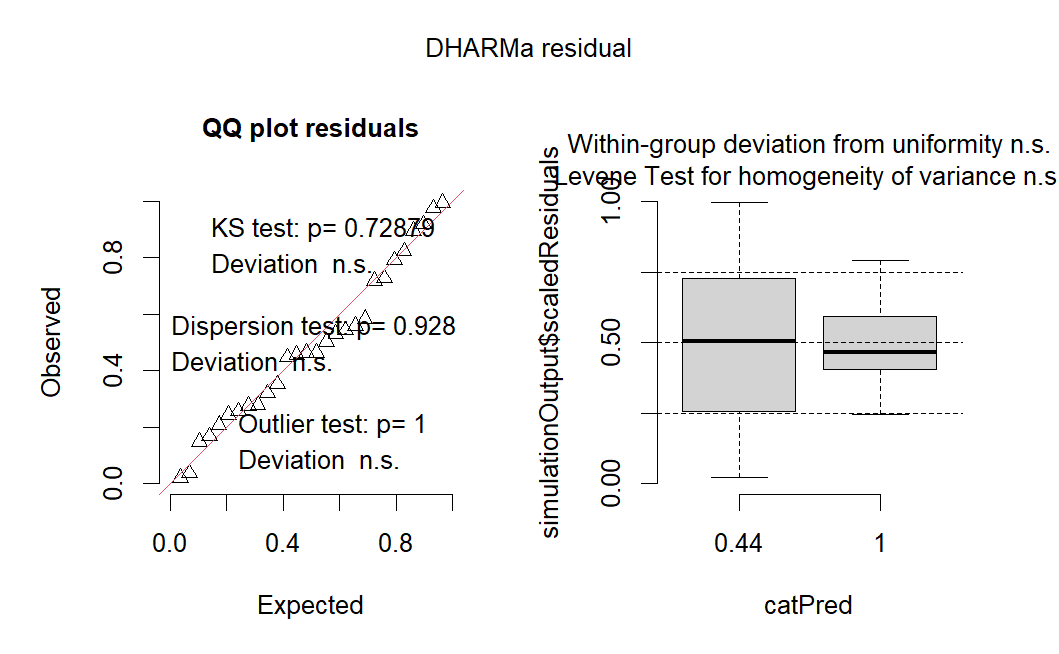 DHARMa residual
QQ plot residuals
KS test: p= 0.72879
Deviation  n.s.
Dispersion test: p= 0.928
Deviation  n.s.
Outlier test: p= 1
Deviation  n.s.
Observed
0.0
0.4
0.8
0.0
0.4
0.8
Expected
Within-group deviation from uniformity n.s.
Levene Test for homogeneity of variance n.s
simulationOutput$scaledResiduals
0.00
0.50
1.00
0.44
1
catPred